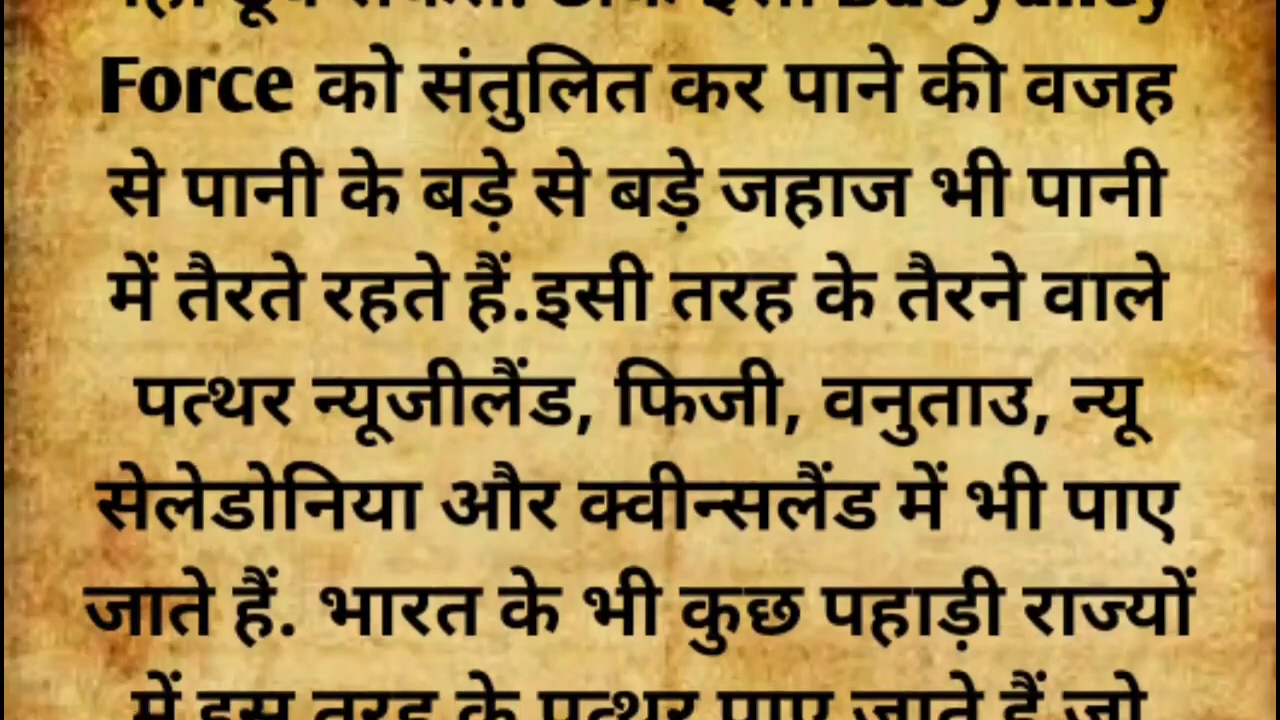 Force को संतुलित कर पाने की वजह
से पानी के बड़े से बड़े जहाज भी पानी
में तैरते रहते हैं.इसी तरह के तैरने वाले
पत्थर न्यूजीलैंड, फिजी, वनुताउ, न्यू
सेलेडोनिया और क्वीन्सलैंड में भी पाए
जाते हैं. भारत के भी कुछ पहाड़ी राज्यों
में इस तरह के पत्थर पाए जाते हैं जो